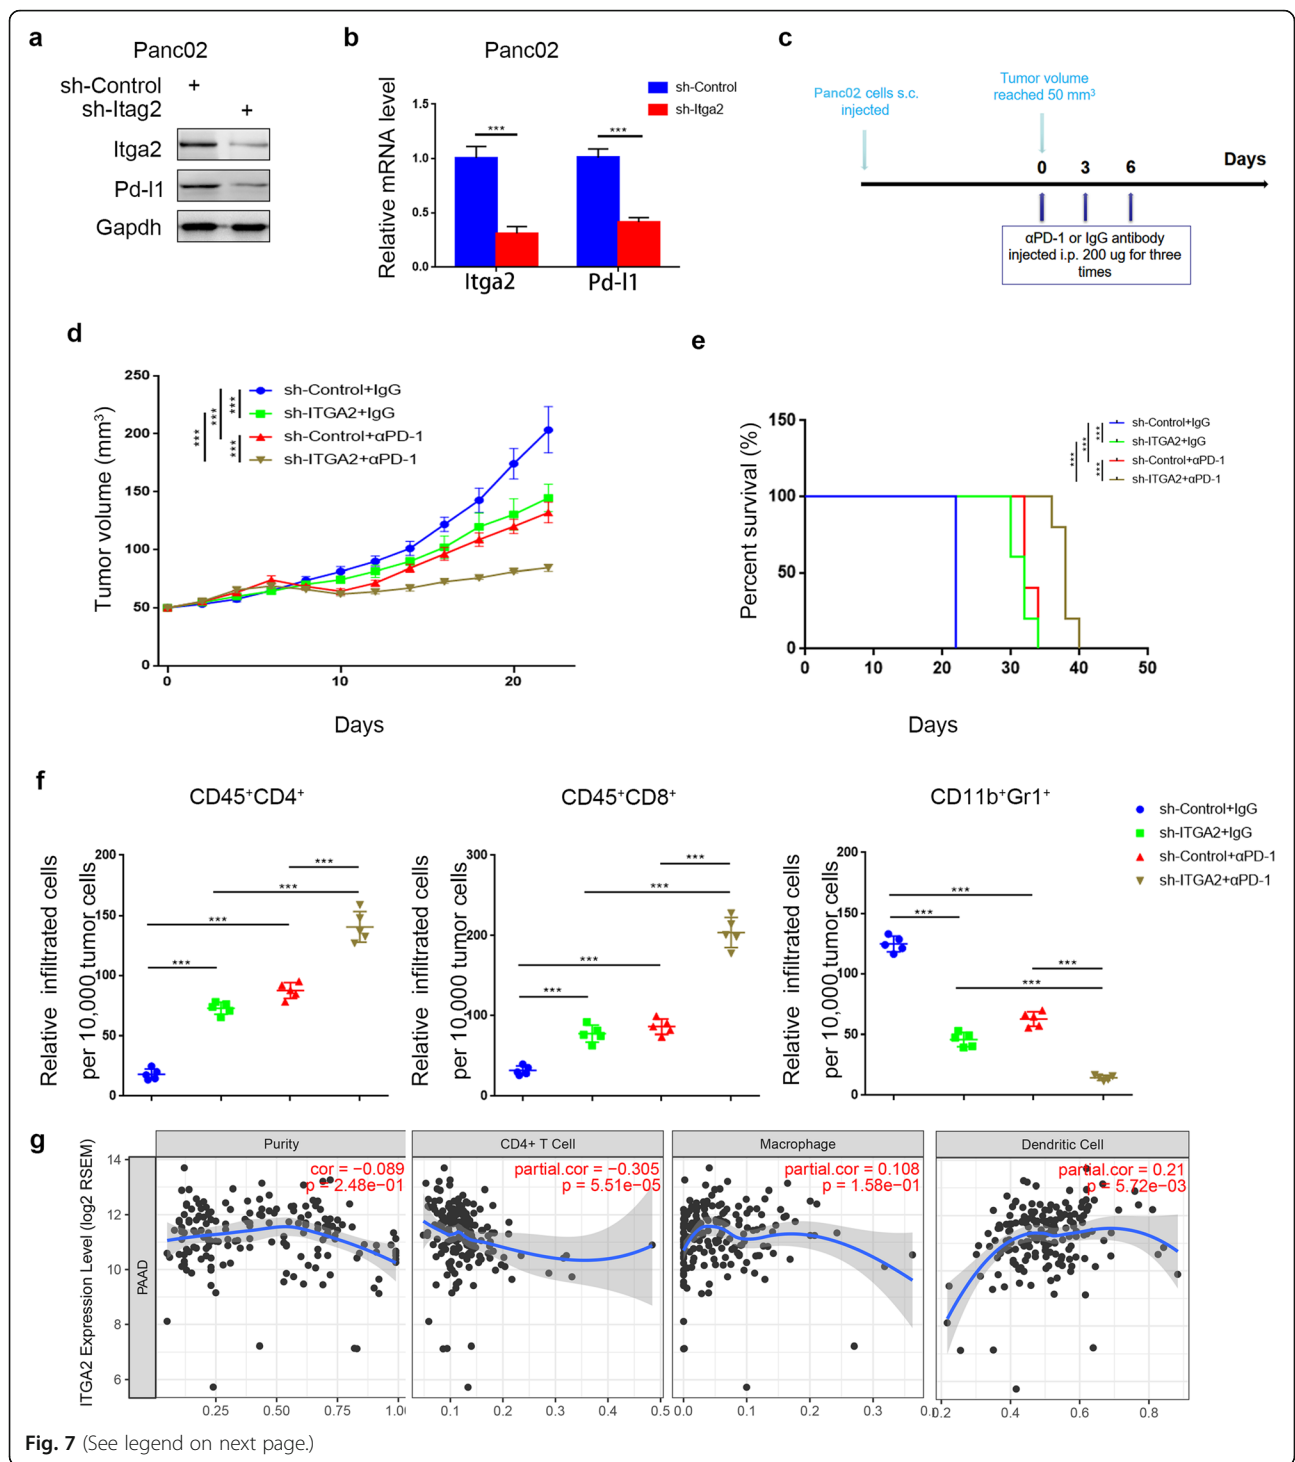 a
Panc02
sh-Control +
sh-Itag2 +
Itga2
Pd-l1
Gapdh
b
Panc02
sh-Control
sh-Itga2
Relative mRNA level
1.5
1.0
0.5
0.0
***
***
Itga2
Pd-l1
c
Panc02 cells s.c.
injected
Tumor volume
reached 50 mm³
0 3 6
Days
αPD-1 or IgG antibody
injected i.p. 200 ug for three
times
d
Tumor volume (mm³)
250
200
150
100
50
0
0 10 20
Days
*** *** *** ***
sh-Control+IgG
sh-ITGA2+IgG
sh-Control+αPD-1
sh-ITGA2+αPD-1
e
Percent survival (%)
150
100
50
0
0 10 20 30 40 50
Days
*** *** *** ***
sh-Control+IgG
sh-ITGA2+IgG
sh-Control+αPD-1
sh-ITGA2+αPD-1
f
CD45⁺CD4⁺
Relative infiltrated cells
per 10,000 tumor cells
200
150
100
50
0
***
***
***
***
CD45⁺CD8⁺
Relative infiltrated cells
per 10,000 tumor cells
300
200
100
0
***
***
***
***
CD11b⁺Gr1⁺
Relative infiltrated cells
per 10,000 tumor cells
200
150
100
50
0
***
***
***
***
sh-Control+IgG
sh-ITGA2+IgG
sh-Control+αPD-1
sh-ITGA2+αPD-1
g
ITGA2 Expression Level (log2 RSEM)
PAAD
14
12
10
8
6
Purity
cor = −0.089
p = 2.48e−01
0.25 0.50 0.75 1.00
CD4+ T Cell
partial.cor = −0.305
p = 5.51e−05
0.1 0.2 0.3 0.4 0.5
Macrophage
partial.cor = 0.108
p = 1.58e−01
0.0 0.1 0.2 0.3
Dendritic Cell
partial.cor = 0.21
p = 5.72e−03
0.2 0.4 0.6 0.8
Fig. 7 (See legend on next page.)